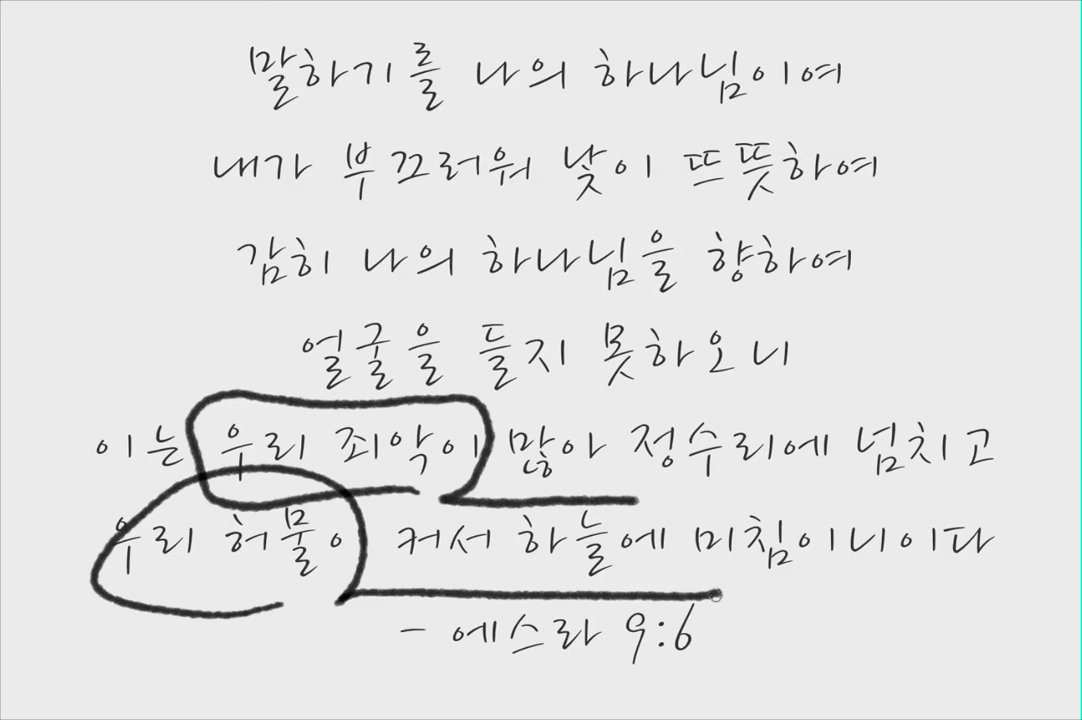 말하기를 나의 하나님이여
내가 부끄러워 낯이 뜨뜻하여
감히 나의 하나님을 향하여
얼굴을 들지 못하오니
이는 우리 죄악이 많아 정수리에 넘치고
우리 허물이 커서 하늘에 미침이니이다
- 에스라 9:6